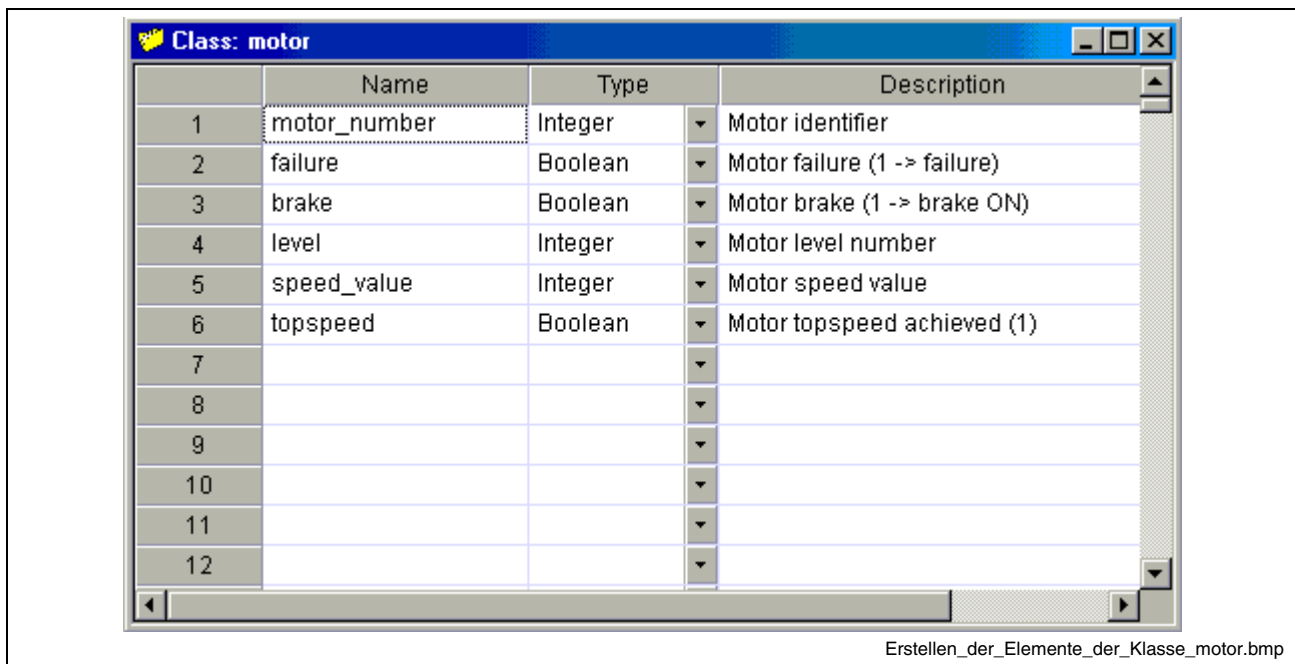 Class: motor
Name Type Description
1 motor_number Integer Motor identifier
2 failure Boolean Motor failure (1 -> failure)
3 brake Boolean Motor brake (1 -> brake ON)
4 level Integer Motor level number
5 speed_value Integer Motor speed value
6 topspeed Boolean Motor topspeed achieved (1)
7
8
9
10
11
12
Erstellen_der_Elemente_der_Klasse_motor.bmp